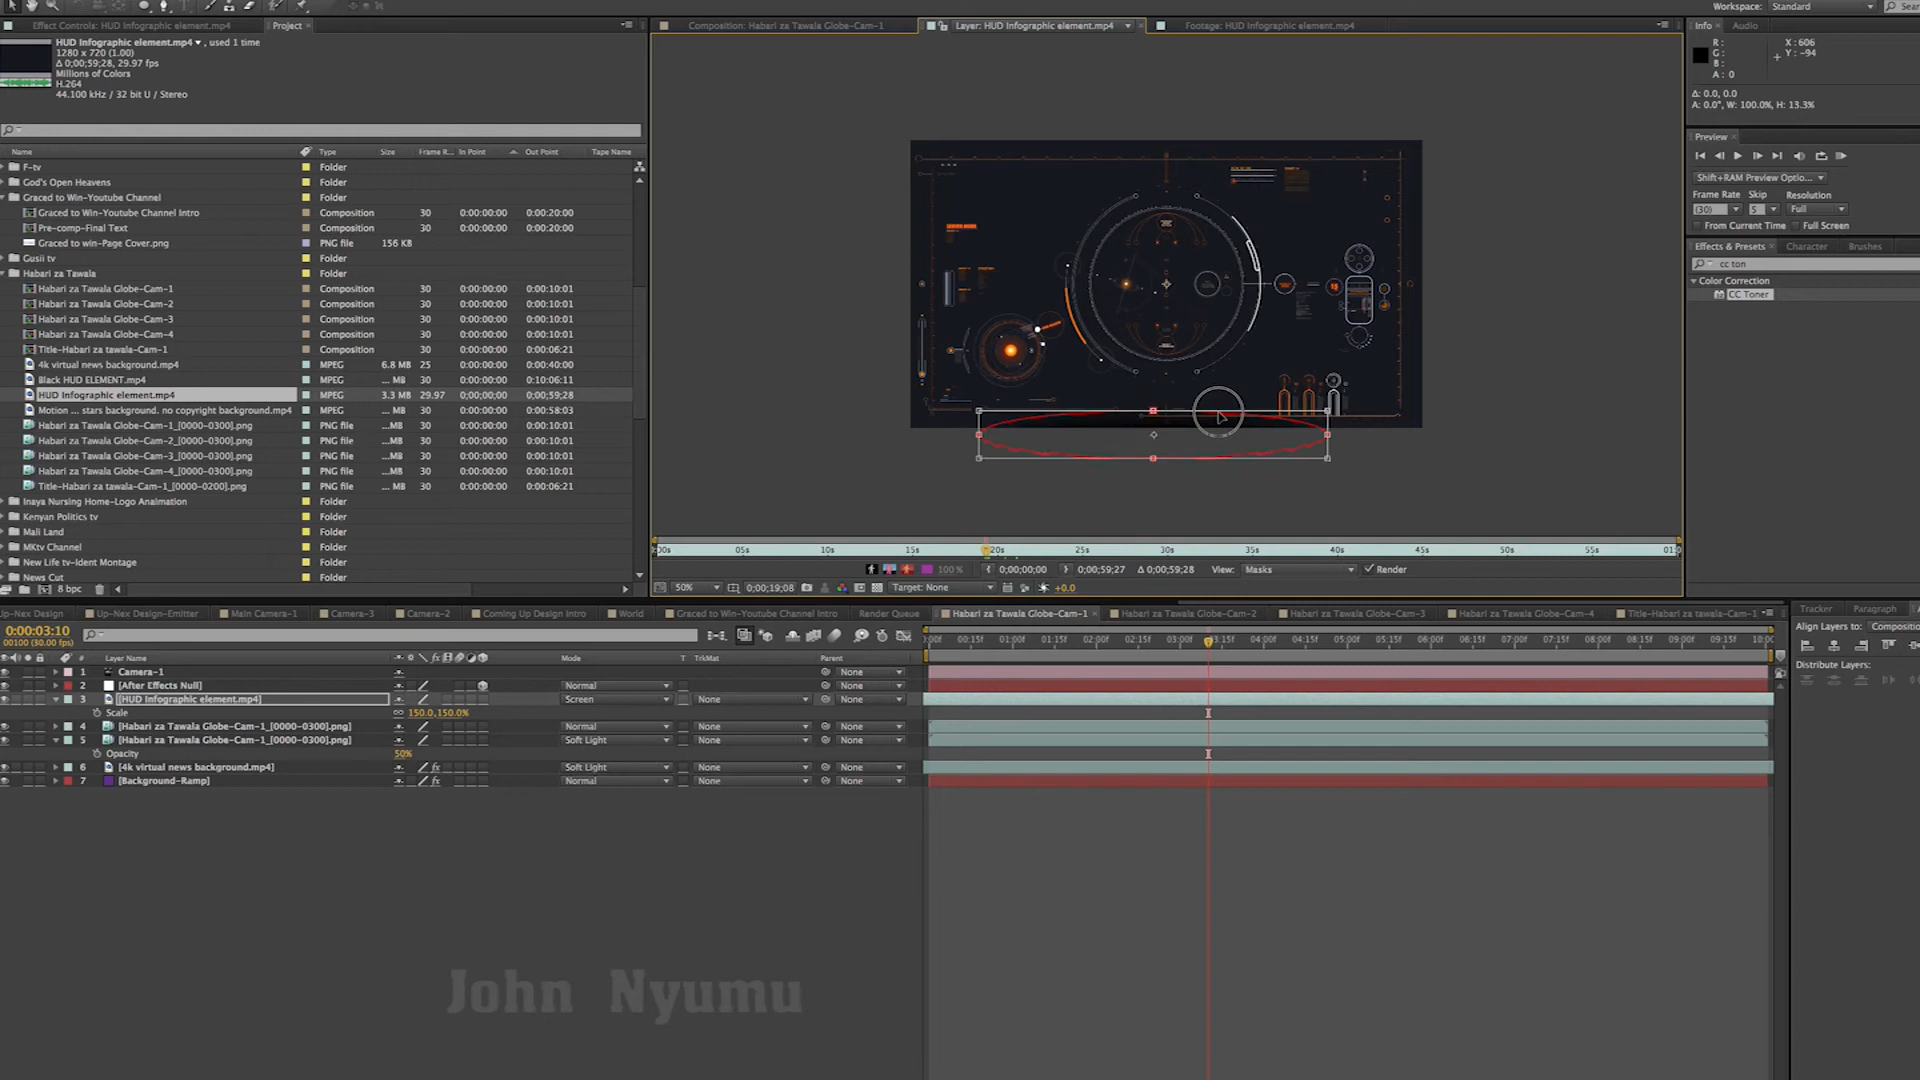 Workspace: Standard
Effect Controls: HUD Infographic element.mp4 Project
Composition: Habari za Tawala Globe-Cam-1 Layer: HUD Infographic element.mp4 Footage: HUD Infographic element.mp4
Info Audio
HUD Infographic element.mp4 , used 1 time
1280 x 720 (1.00)
Δ 0;00;59;28, 29.97 fps
Millions of Colors
H.264
44.100 kHz / 32 bit U / Stereo
R :
G :
B :
A : 0
X : 606
Y : -94
Δ: 0.0, 0.0
A: 0.0°, W: 100.0%, H: 13.3%
Preview
Shift+RAM Preview Optio...
Frame Rate Skip Resolution
(30) 5 Full
From Current Time Full Screen
Effects & Presets Character Brushes
cc ton
Color Correction
CC Toner
Name Type Size Frame R... In Point Out Point Tape Name
F-tv Folder
God's Open Heavens Folder
Graced to Win-Youtube Channel Folder
Graced to Win-Youtube Channel Intro Composition 30 0:00:00:00 0:00:20:00
Pre-comp-Final Text Composition 30 0:00:00:00 0:00:20:00
Graced to win-Page Cover.png PNG file 156 KB
Gusii tv Folder
Habari za Tawala Folder
Habari za Tawala Globe-Cam-1 Composition 30 0:00:00:00 0:00:10:01
Habari za Tawala Globe-Cam-2 Composition 30 0:00:00:00 0:00:10:01
Habari za Tawala Globe-Cam-3 Composition 30 0:00:00:00 0:00:10:01
Habari za Tawala Globe-Cam-4 Composition 30 0:00:00:00 0:00:10:01
Title-Habari za tawala-Cam-1 Composition 30 0:00:00:00 0:00:06:21
4k virtual news background.mp4 MPEG 6.8 MB 25 0:00:00:00 0:00:40:00
Black HUD ELEMENT.mp4 MPEG ... MB 30 0:00:00:00 0:10:06:11
HUD Infographic element.mp4 MPEG 3.3 MB 29.97 0;00;00;00 0;00;59;28
Motion ... stars background. no copyright background.mp4 MPEG ... MB 30 0:00:00:00 0:00:58:03
Habari za Tawala Globe-Cam-1_[0000-0300].png PNG file ...MB 30 0:00:00:00 0:00:10:01
Habari za Tawala Globe-Cam-2_[0000-0300].png PNG file ...MB 30 0:00:00:00 0:00:10:01
Habari za Tawala Globe-Cam-3_[0000-0300].png PNG file ...MB 30 0:00:00:00 0:00:10:01
Habari za Tawala Globe-Cam-4_[0000-0300].png PNG file ... MB 30 0:00:00:00 0:00:10:01
Title-Habari za tawala-Cam-1_[0000-0200].png PNG file ... MB 30 0:00:00:00 0:00:06:21
Inaya Nursing Home-Logo Anaimation Folder
Kenyan Politics tv Folder
Mali Land Folder
MKtv Channel Folder
New Life tv-Ident Montage Folder
News Cut Folder
8 bpc
:00s 05s 10s 15s 20s 25s 30s 35s 40s 45s 50s 55s 01:0
100 % 0;00;00;00 0;00;59;27 Δ 0;00;59;28 View: Masks Render
50% 0;00;19;08 Target: None +0.0
Up-Nex Design Up-Nex Design-Emitter Main Camera-1 Camera-3 Camera-2 Coming Up Design Intro World Graced to Win-Youtube Channel Intro Render Queue Habari za Tawala Globe-Cam-1 Habari za Tawala Globe-Cam-2 Habari za Tawala Globe-Cam-3 Habari za Tawala Globe-Cam-4 Title-Habari za tawala-Cam-1
Tracker Paragraph
0:00:03:10
00100 (30.00 fps)
:00f 00:15f 01:00f 01:15f 02:00f 02:15f 03:00f 03:15f 04:00f 04:15f 05:00f 05:15f 06:00f 06:15f 07:00f 07:15f 08:00f 08:15f 09:00f 09:15f 10:00
Align Layers to: Compositio
Distribute Layers:
# Layer Name Mode T TrkMat Parent
1 Camera-1 None
2 [After Effects Null] Normal None
3 [HUD Infographic element.mp4] Screen None None
Scale 150.0,150.0%
4 [Habari za Tawala Globe-Cam-1_[0000-0300].png] Normal None None
5 [Habari za Tawala Globe-Cam-1_[0000-0300].png] Soft Light None None
Opacity 50%
6 [4k virtual news background.mp4] Soft Light None None
7 [Background-Ramp] Normal None None
John Nyumu